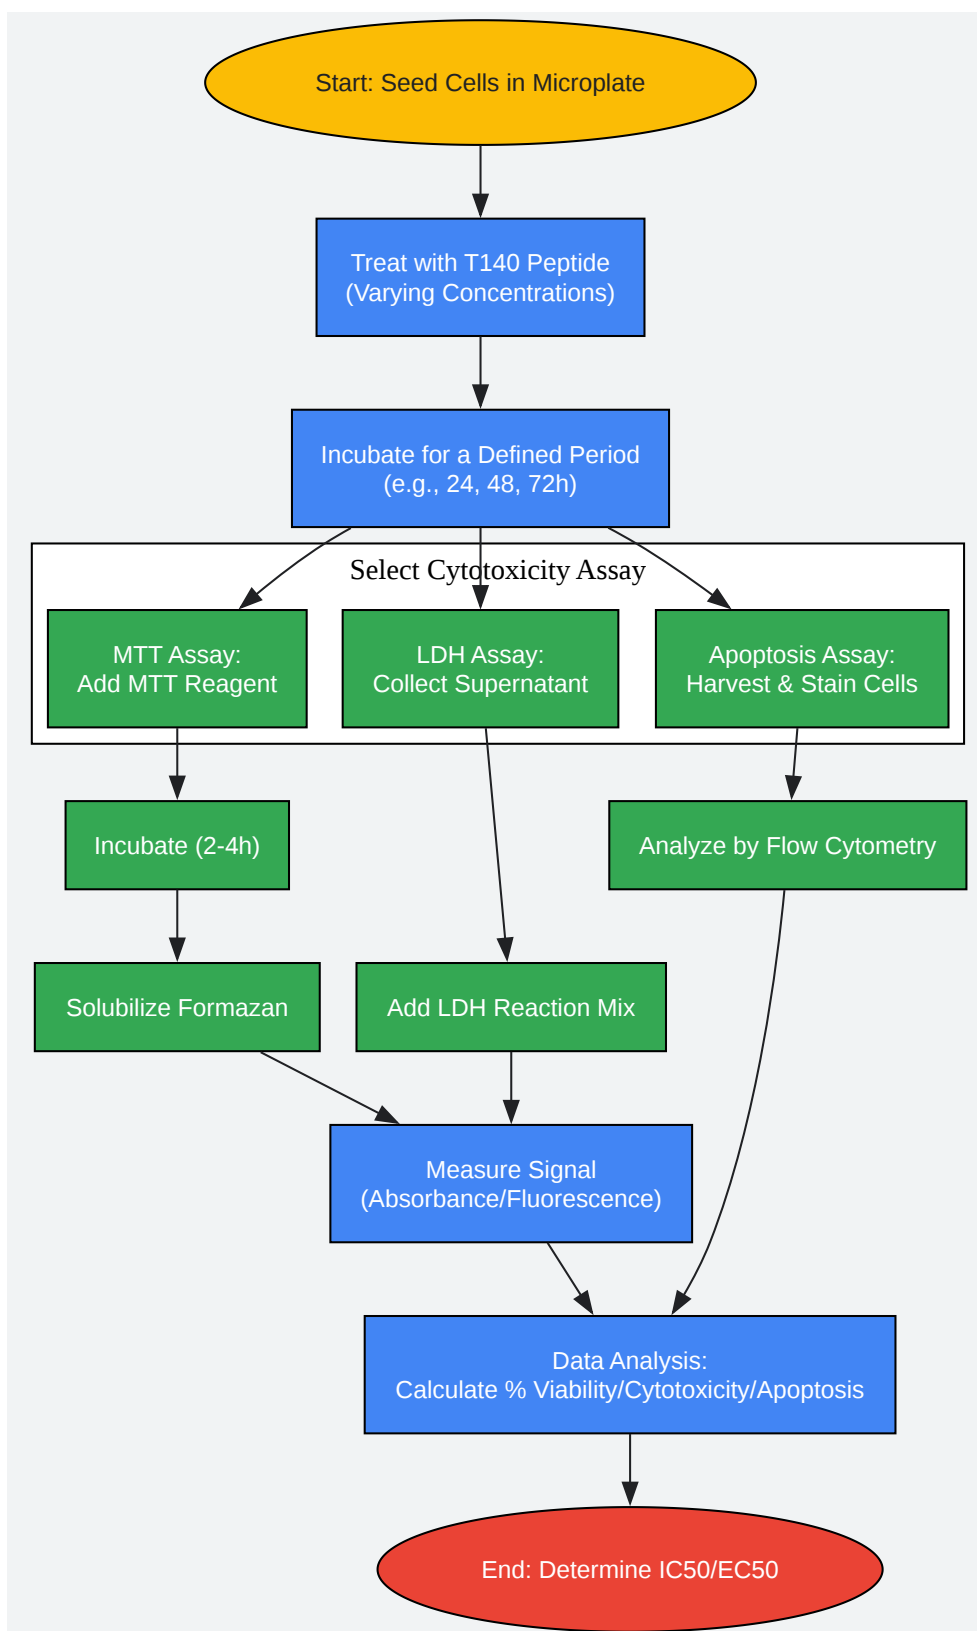 Start: Seed Cells in Microplate
Treat with T140 Peptide
(Varying Concentrations)
Incubate for a Defined Period
(e.g., 24, 48, 72h)
Select Cytotoxicity Assay
MTT Assay:
Add MTT Reagent
LDH Assay:
Collect Supernatant
Apoptosis Assay:
Harvest & Stain Cells
Incubate (2-4h)
Analyze by Flow Cytometry
Solubilize Formazan
Add LDH Reaction Mix
Measure Signal
(Absorbance/Fluorescence)
Data Analysis:
Calculate % Viability/Cytotoxicity/Apoptosis
End: Determine IC50/EC50